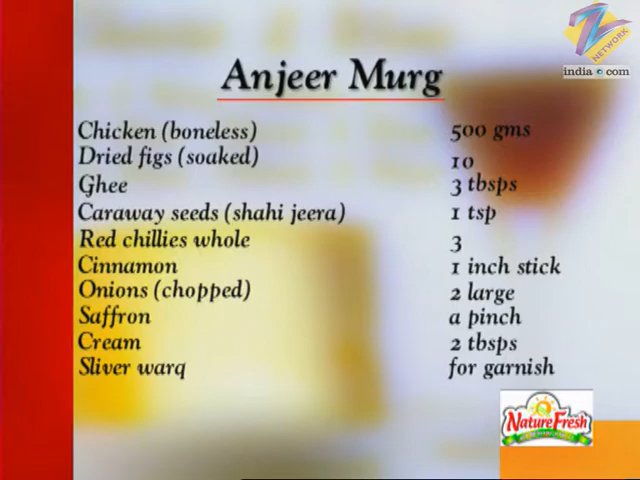 Z
NETWORK
india.com
Anjeer Murg
Chicken (boneless) 500 gms
Dried figs (soaked) 10
Ghee 3 tbsps
Caraway seeds (shahi jeera) 1 tsp
Red chillies whole 3
Cinnamon 1 inch stick
Onions (chopped) 2 large
Saffron a pinch
Cream 2 tbsps
Sliver warq for garnish
NatureFresh